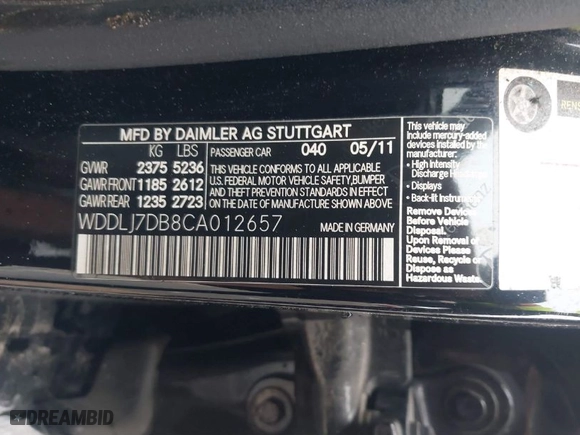 MFD BY DAIMLER AG STUTTGART
KG LBS PASSENGER CAR 040 05/11
GVWR 2375 5236
GAWR FRONT 1185 2612
GAWR REAR 1235 2723
THIS VEHICLE CONFORMS TO ALL APPLICABLE
U.S. FEDERAL MOTOR VEHICLE SAFETY, BUMPER
AND THEFT PREVENTION STANDARDS IN EFFECT
ON THE DATE OF MANUFACTURE SHOWN ABOVE
WDDLJ7DB8CA012657 MADE IN GERMANY
This vehicle may
include mercury-added
devices installed by the
manufacturer:
• High Intensity
Discharge Headlamps
• Displays
• Back-lit Instruments
Remove Devices
Before Vehicle
Disposal.
Upon Removal of
Devices Please
Reuse, Recycle or
Dispose as
Hazardous Waste.
DREAMBID